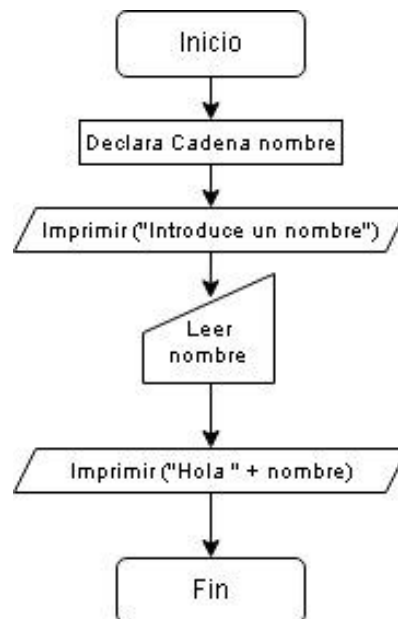 Inicio
Declara Cadena nombre
Imprimir ("Introduce un nombre")
Leer
nombre
Imprimir ("Hola " + nombre)
Fin